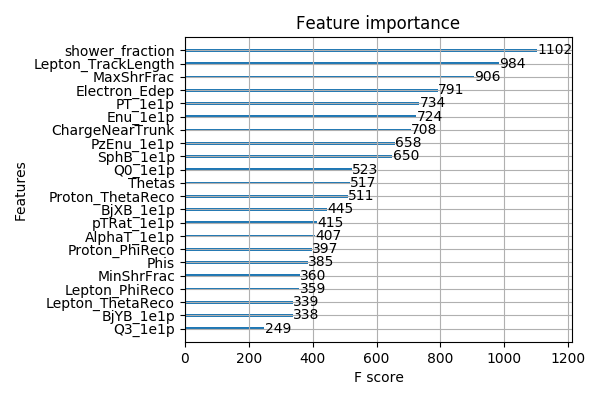 Feature importance
Features
shower_fraction 1102
Lepton_TrackLength 984
MaxShrFrac 906
Electron_Edep 791
PT_1e1p 734
Enu_1e1p 724
ChargeNearTrunk 708
PzEnu_1e1p 658
SphB_1e1p 650
Q0_1e1p 523
Thetas 517
Proton_ThetaReco 511
BjXB_1e1p 445
pTRat_1e1p 415
AlphaT_1e1p 407
Proton_PhiReco 397
Phis 385
MinShrFrac 360
Lepton_PhiReco 359
Lepton_ThetaReco 339
BjYB_1e1p 338
Q3_1e1p 249
0 200 400 600 800 1000 1200
F score